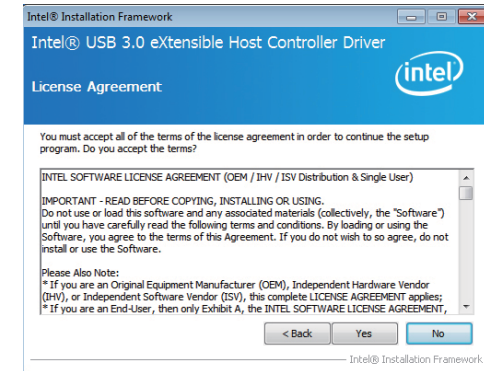 Intel® Installation Framework
Intel® USB 3.0 eXtensible Host Controller Driver
intel®
License Agreement
You must accept all of the terms of the license agreement in order to continue the setup
program. Do you accept the terms?
INTEL SOFTWARE LICENSE AGREEMENT (OEM / IHV / ISV Distribution & Single User)
IMPORTANT - READ BEFORE COPYING, INSTALLING OR USING.
Do not use or load this software and any associated materials (collectively, the "Software")
until you have carefully read the following terms and conditions. By loading or using the
Software, you agree to the terms of this Agreement. If you do not wish to so agree, do not
install or use the Software.
Please Also Note:
* If you are an Original Equipment Manufacturer (OEM), Independent Hardware Vendor
(IHV), or Independent Software Vendor (ISV), this complete LICENSE AGREEMENT applies;
* If you are an End-User, then only Exhibit A, the INTEL SOFTWARE LICENSE AGREEMENT,
< Back Yes No
Intel® Installation Framework